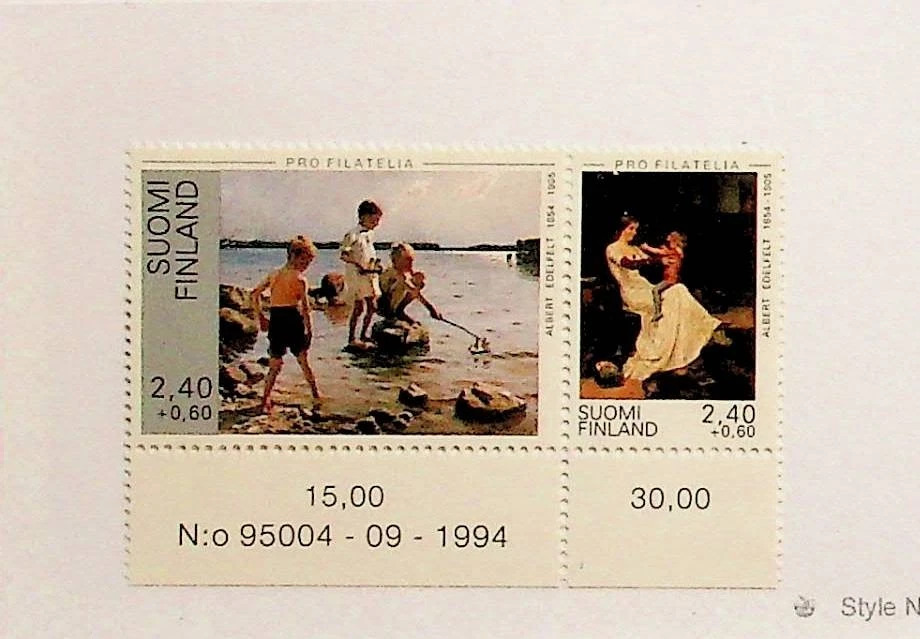 PRO FILATELIA
SUOMI
FINLAND
2,40
+0,60
ALBERT EDELFELT 1854 - 1905
PRO FILATELIA
ALBERT EDELFELT 1854 - 1905
SUOMI
FINLAND
2,40
+0,60
15,00
N:o 95004 - 09 - 1994
30,00
Style N